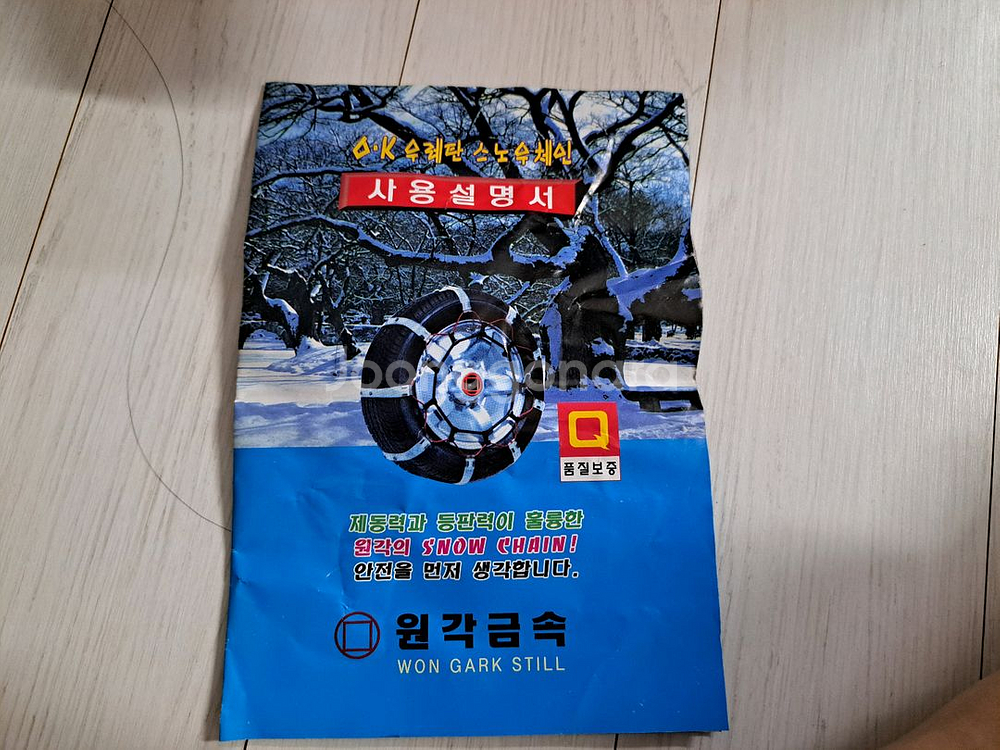 O·K 우레탄 스노우체인
사용설명서
Joongonara
Q
품질보증
제동력과 등판력이 훌륭한
원각의 SNOW CHAIN!
안전을 먼저 생각합니다.
원각금속
WON GARK STILL